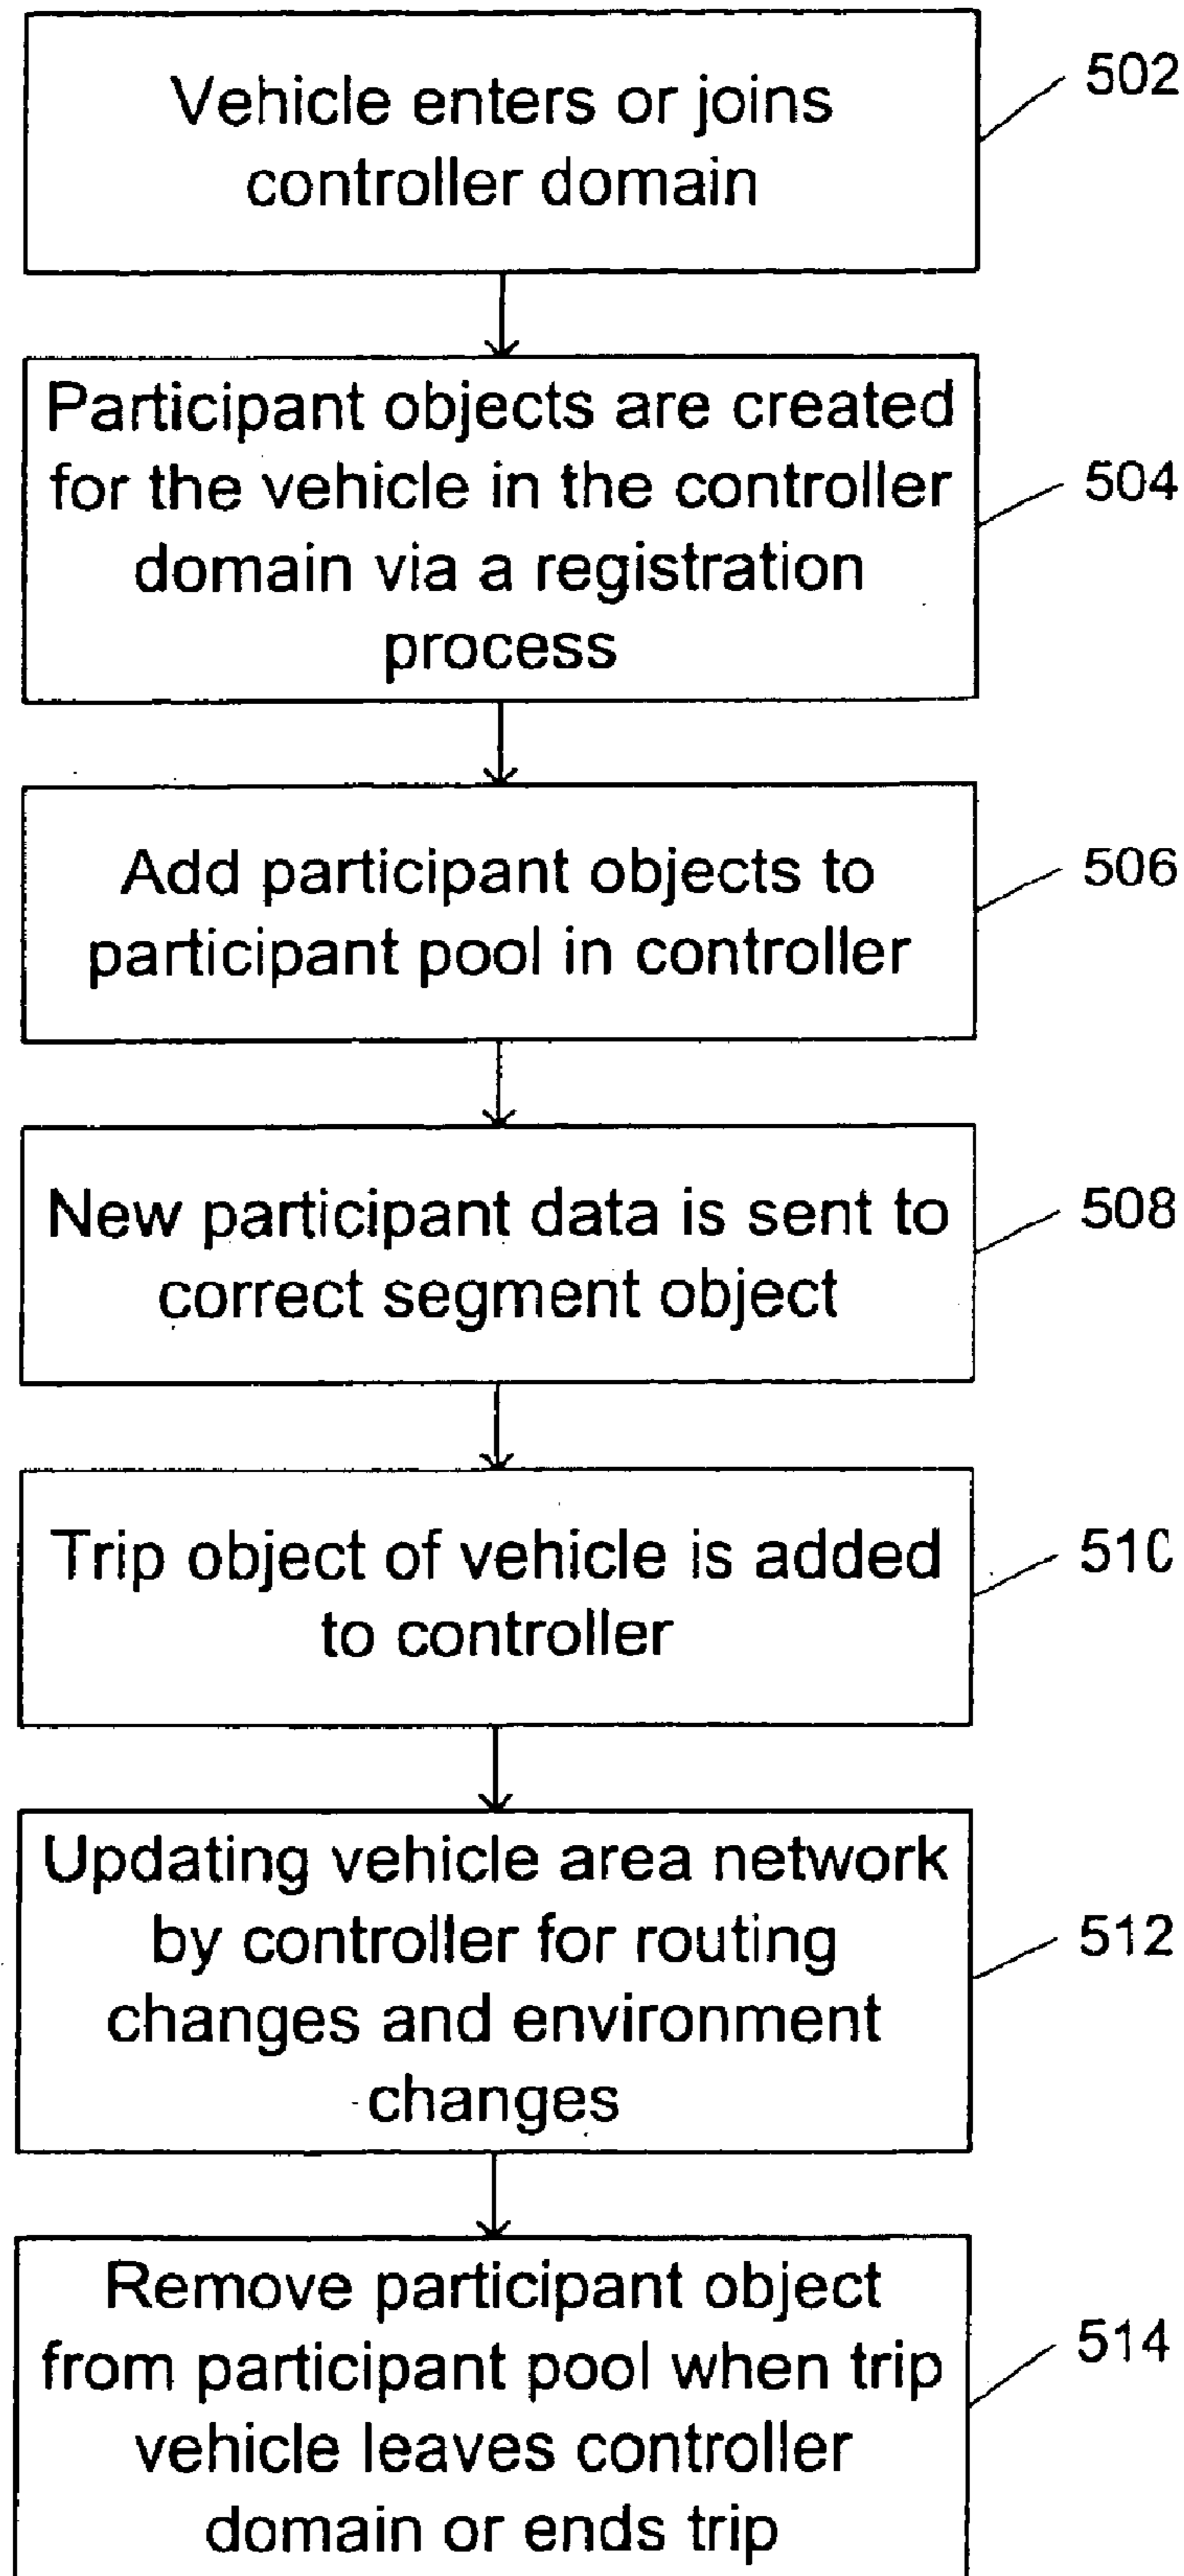 Vehicle enters or joins
controller domain
502
Participant objects are created
for the vehicle in the controller
domain via a registration
process
504
Add participant objects to
participant pool in controller
506
New participant data is sent to
correct segment object
508
Trip object of vehicle is added
to controller
510
Updating vehicle area network
by controller for routing
changes and environment
changes
512
Remove participant object
from participant pool when trip
vehicle leaves controller
domain or ends trip
514